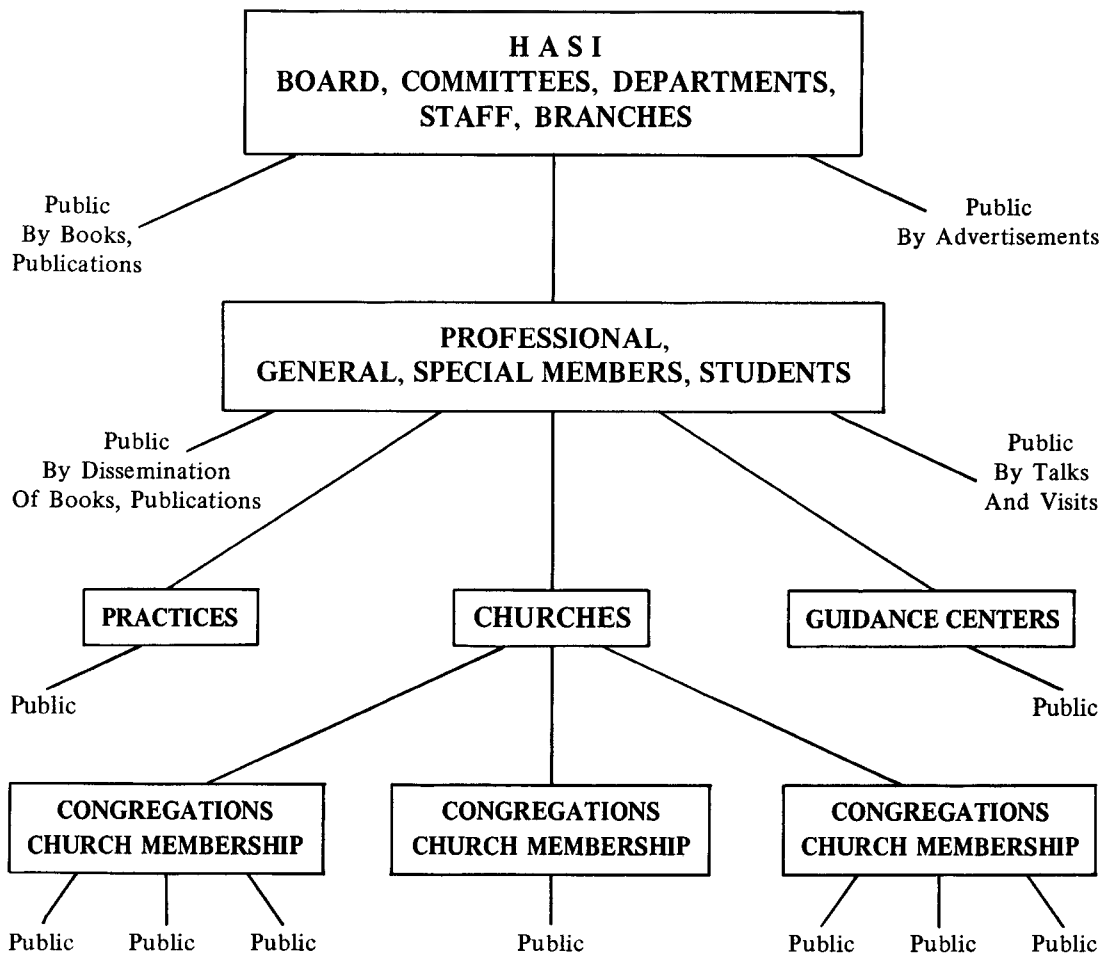 H A S I
BOARD, COMMITTEES, DEPARTMENTS,
STAFF, BRANCHES
Public
By Books,
Publications
Public
By Advertisements
PROFESSIONAL,
GENERAL, SPECIAL MEMBERS, STUDENTS
Public
By Dissemination
Of Books, Publications
Public
By Talks
And Visits
PRACTICES
CHURCHES
GUIDANCE CENTERS
Public
Public
CONGREGATIONS
CHURCH MEMBERSHIP
CONGREGATIONS
CHURCH MEMBERSHIP
CONGREGATIONS
CHURCH MEMBERSHIP
Public
Public
Public
Public
Public
Public
Public